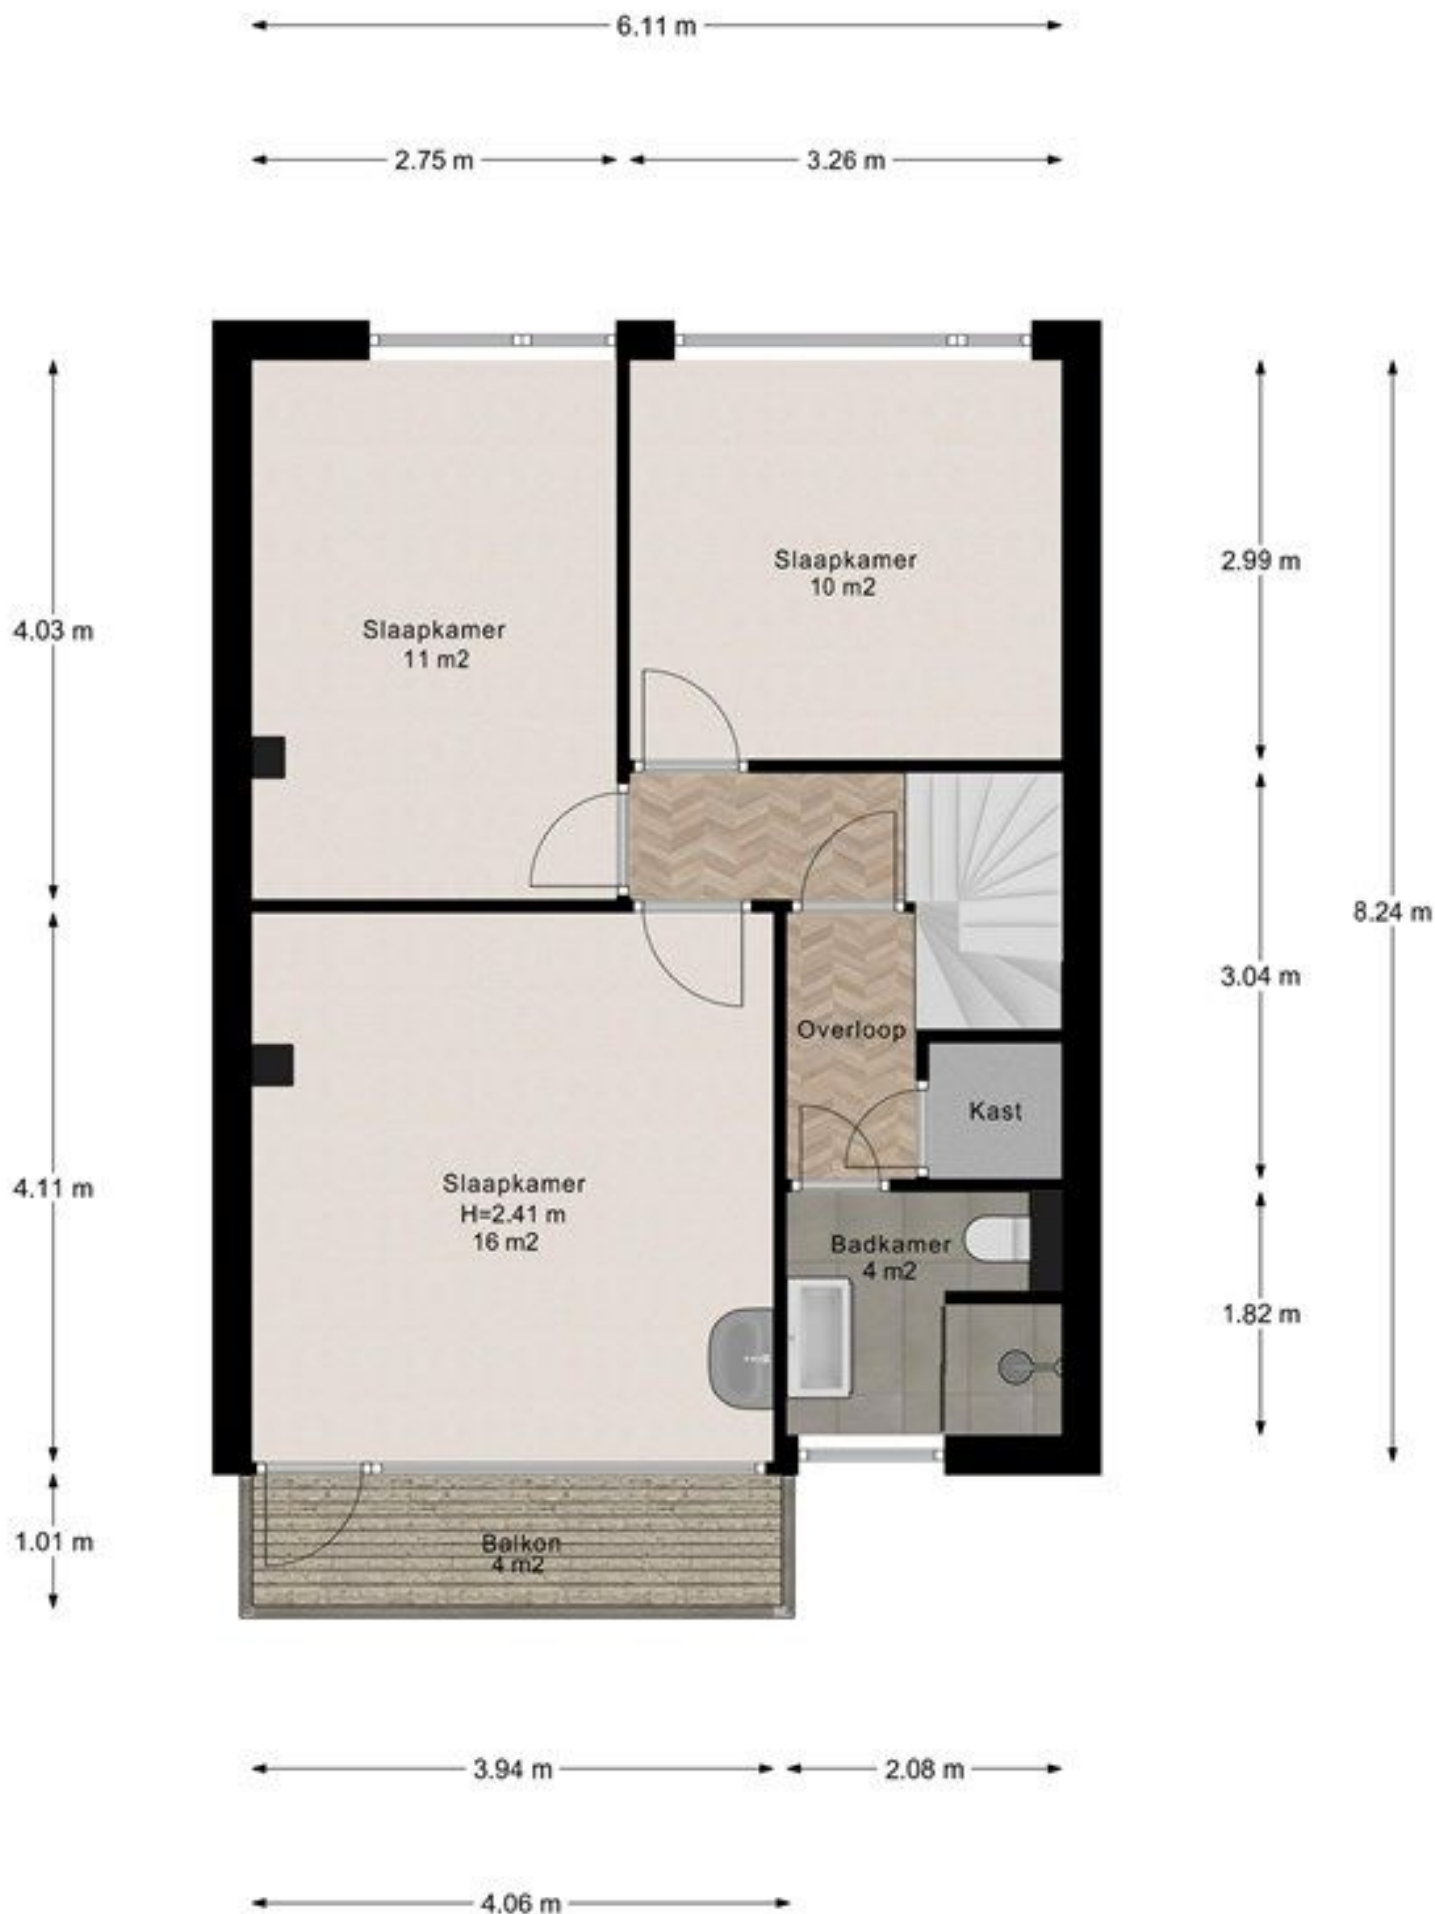 6.11 m
2.75 m
3.26 m
Slaapkamer
10 m2
2.99 m
4.03 m
Slaapkamer
11 m2
8.24 m
3.04 m
Overloop
Kast
4.11 m
Slaapkamer
H=2.41 m
16 m2
Badkamer
4 m2
1.82 m
1.01 m
Balkon
4 m2
3.94 m
2.08 m
4.06 m